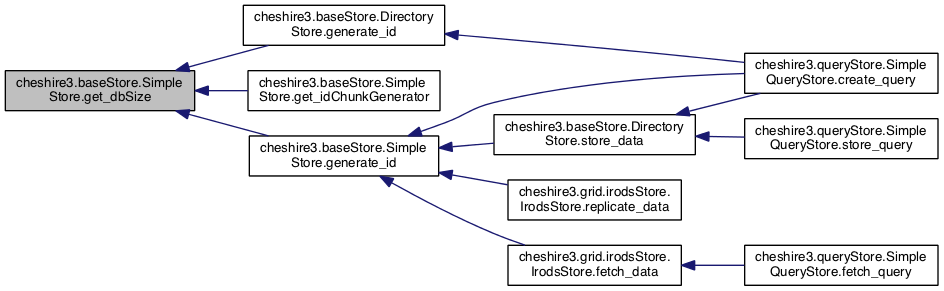 cheshire3.baseStore.Simple
Store.get_dbSize
cheshire3.baseStore.Directory
Store.generate_id
cheshire3.baseStore.Simple
Store.get_idChunkGenerator
cheshire3.baseStore.Simple
Store.generate_id
cheshire3.baseStore.Directory
Store.store_data
cheshire3.grid.irodsStore.
IrodsStore.replicate_data
cheshire3.grid.irodsStore.
IrodsStore.fetch_data
cheshire3.queryStore.Simple
QueryStore.create_query
cheshire3.queryStore.Simple
QueryStore.store_query
cheshire3.queryStore.Simple
QueryStore.fetch_query